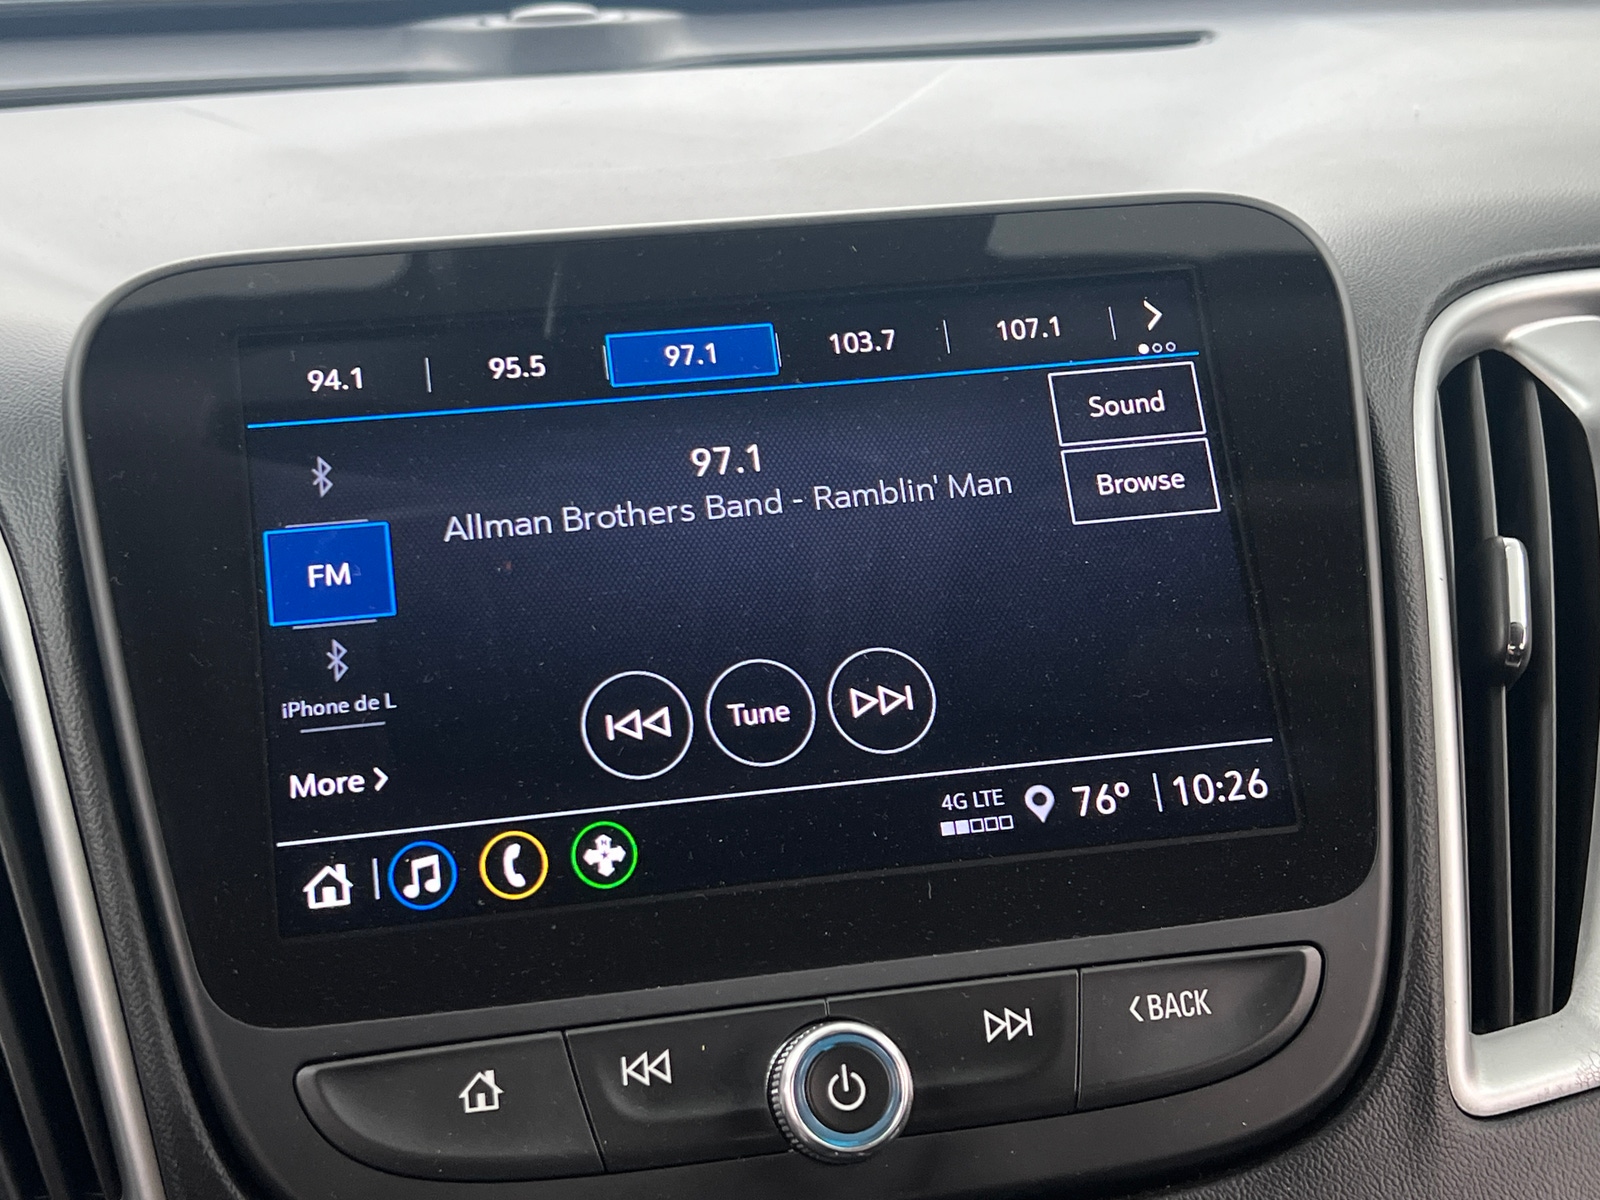 94.1 | 95.5 97.1 103.7 | 107.1 |
Sound
97.1
Allman Brothers Band - Ramblin' Man
Browse
FM
iPhone de L
Tune
More >
4G LTE
76° | 10:26
<BACK